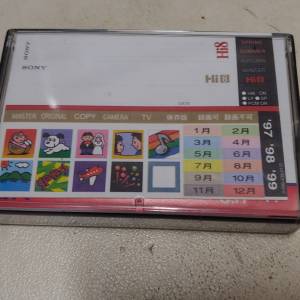 SONY
Hi8
Hi8
SPRING
SUMMER
AUTUMN
WINTER
Hi8
DATE
MASTER ORIGINAL COPY CAMERA TV 保存版 録画可 録画不可
1月 2月
3月 4月
5月 6月
7月 8月
9月 10月
11月 12月
'97 '98 '99